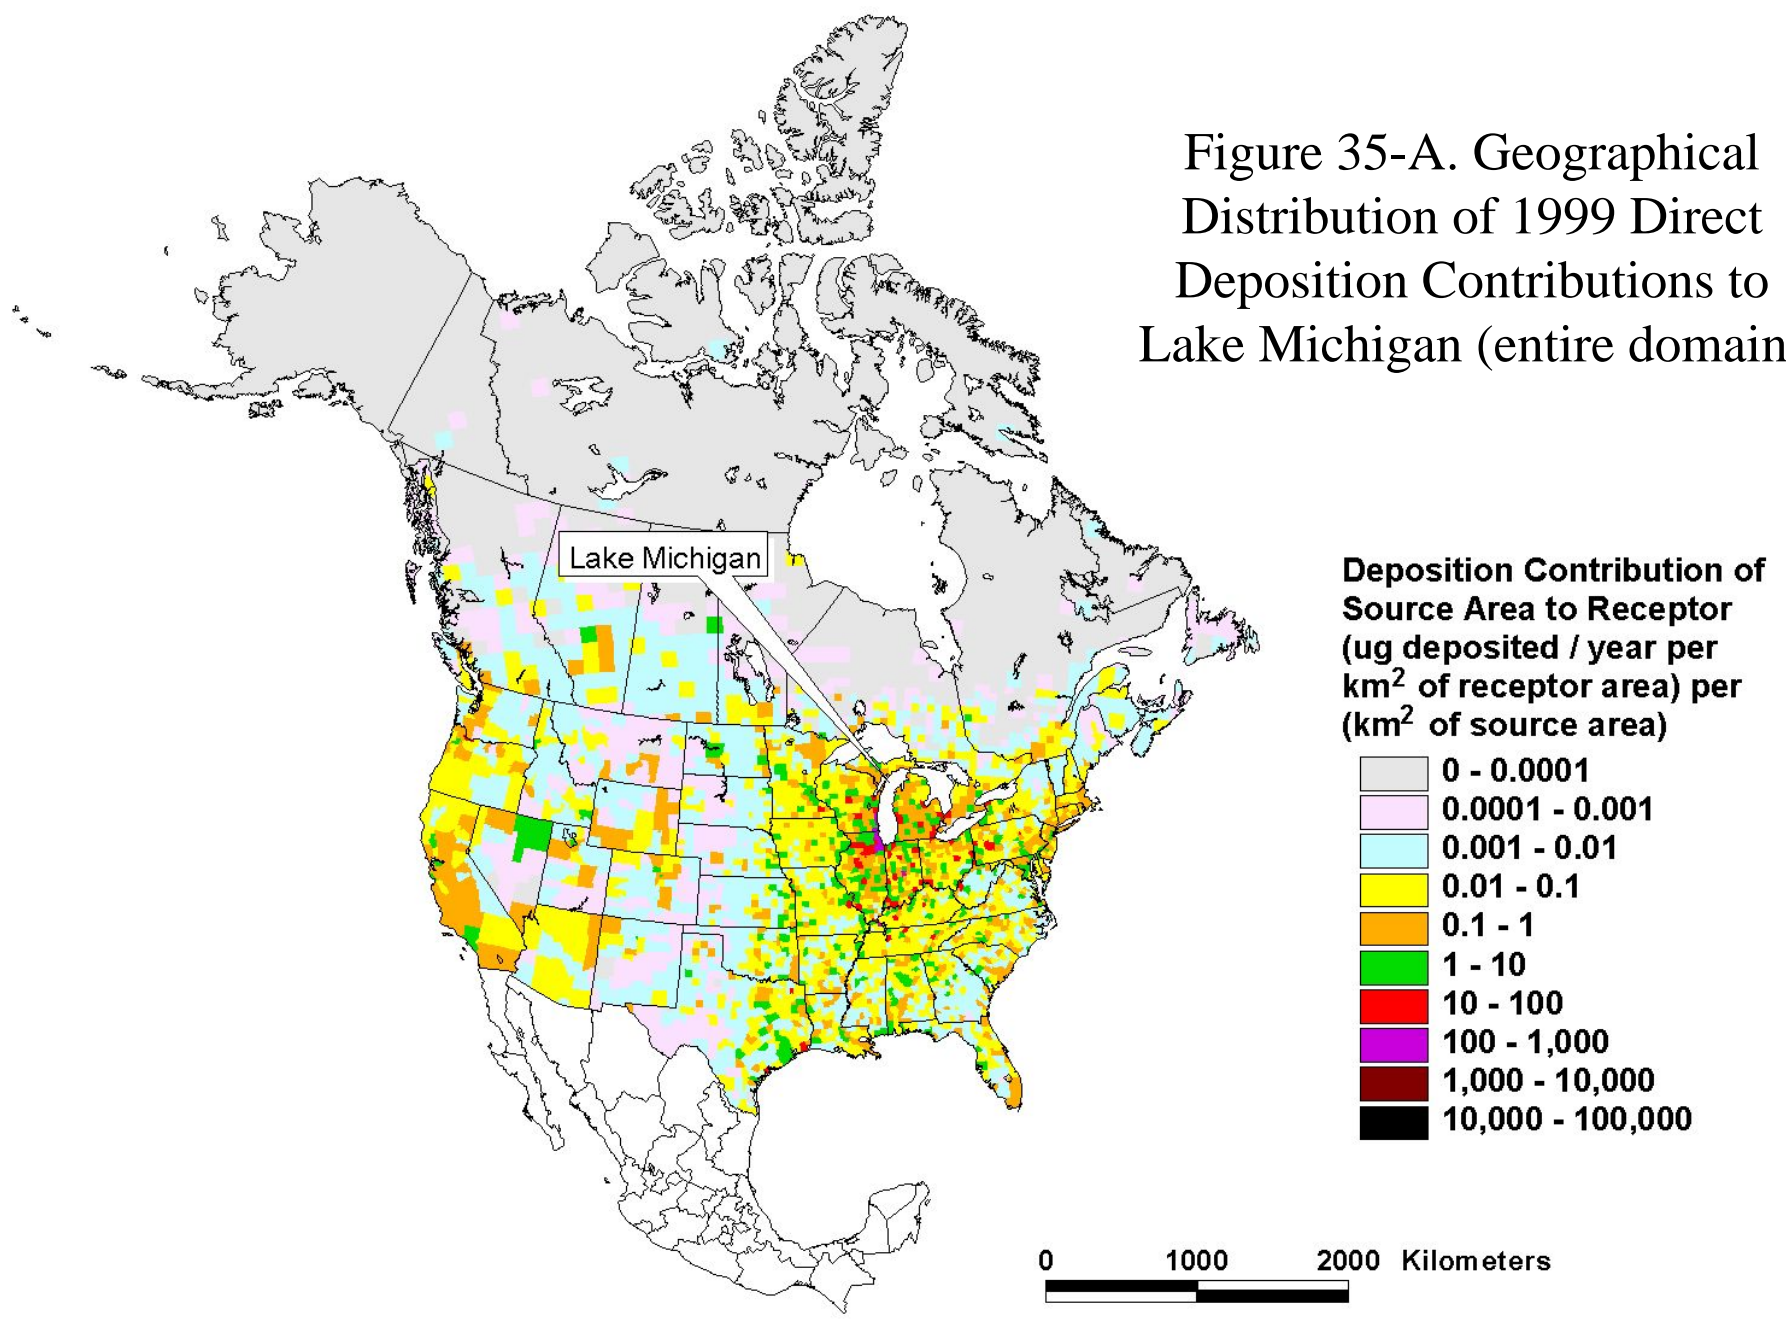 Figure 35-A. Geographical
Distribution of 1999 Direct
Deposition Contributions to
Lake Michigan (entire domain
Lake Michigan
Deposition Contribution of
Source Area to Receptor
(ug deposited / year per
km² of receptor area) per
(km² of source area)
0 - 0.0001
0.0001 - 0.001
0.001 - 0.01
0.01 - 0.1
0.1 - 1
1 - 10
10 - 100
100 - 1,000
1,000 - 10,000
10,000 - 100,000
0 1000 2000 Kilometers